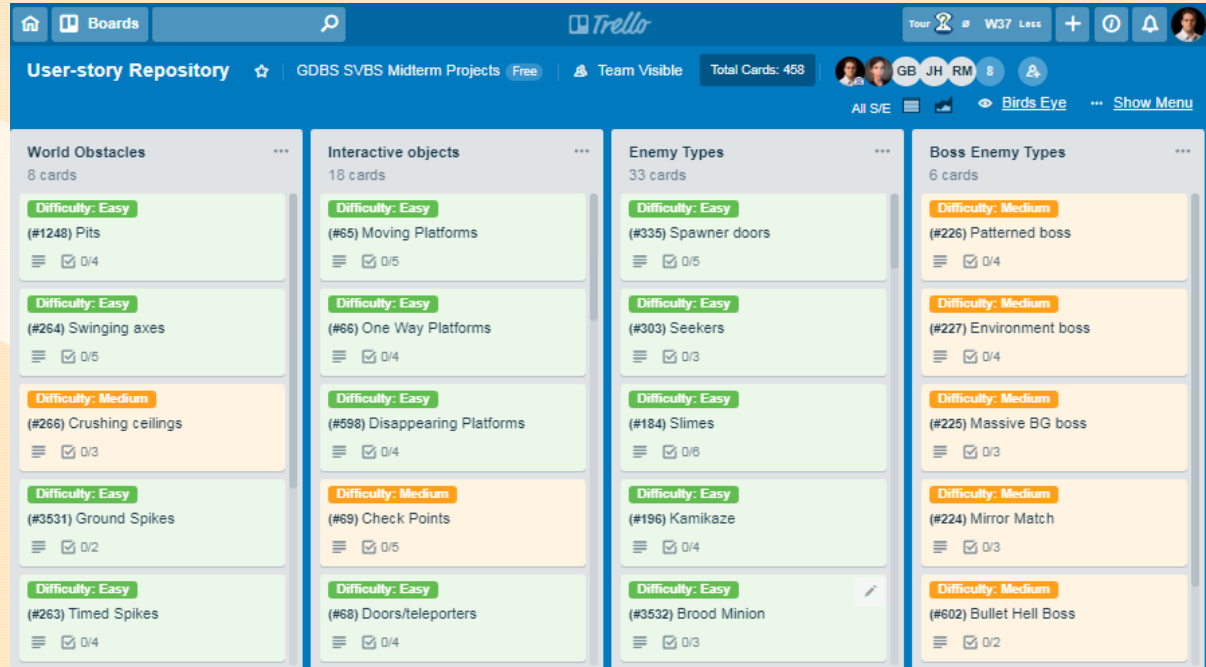 Boards
Trello
Tour ø W37 Less
User-story Repository GDBS SVBS Midterm Projects Free Team Visible Total Cards: 458 GB JH RM 8
All S/E Birds Eye ... Show Menu
World Obstacles
8 cards
Difficulty: Easy
(#1248) Pits
0/4
Difficulty: Easy
(#264) Swinging axes
0/5
Difficulty: Medium
(#266) Crushing ceilings
0/3
Difficulty: Easy
(#3531) Ground Spikes
0/2
Difficulty: Easy
(#263) Timed Spikes
0/4
Interactive objects
18 cards
Difficulty: Easy
(#65) Moving Platforms
0/5
Difficulty: Easy
(#66) One Way Platforms
0/4
Difficulty: Easy
(#598) Disappearing Platforms
0/4
Difficulty: Medium
(#69) Check Points
0/5
Difficulty: Easy
(#68) Doors/teleporters
0/4
Enemy Types
33 cards
Difficulty: Easy
(#335) Spawner doors
0/5
Difficulty: Easy
(#303) Seekers
0/3
Difficulty: Easy
(#184) Slimes
0/6
Difficulty: Easy
(#196) Kamikaze
0/4
Difficulty: Easy
(#3532) Brood Minion
0/3
Boss Enemy Types
6 cards
Difficulty: Medium
(#226) Patterned boss
0/4
Difficulty: Medium
(#227) Environment boss
0/4
Difficulty: Medium
(#225) Massive BG boss
0/3
Difficulty: Medium
(#224) Mirror Match
0/3
Difficulty: Medium
(#602) Bullet Hell Boss
0/2